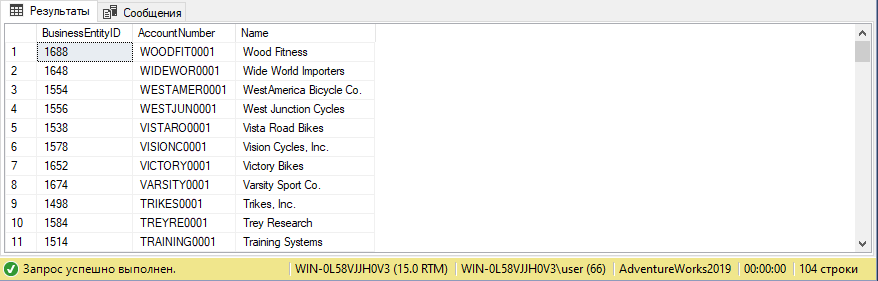 Результаты Сообщения
BusinessEntityID AccountNumber Name
1 1688 WOODFIT0001 Wood Fitness
2 1648 WIDEWOR0001 Wide World Importers
3 1554 WESTAMER0001 WestAmerica Bicycle Co.
4 1556 WESTJUN0001 West Junction Cycles
5 1538 VISTARO0001 Vista Road Bikes
6 1578 VISIONC0001 Vision Cycles, Inc.
7 1652 VICTORY0001 Victory Bikes
8 1674 VARSITY0001 Varsity Sport Co.
9 1498 TRIKES0001 Trikes, Inc.
10 1584 TREYRE0001 Trey Research
11 1514 TRAINING0001 Training Systems
Запрос успешно выполнен. WIN-0L58VJJH0V3 (15.0 RTM) WIN-0L58VJJH0V3\user (66) AdventureWorks2019 00:00:00 104 строки